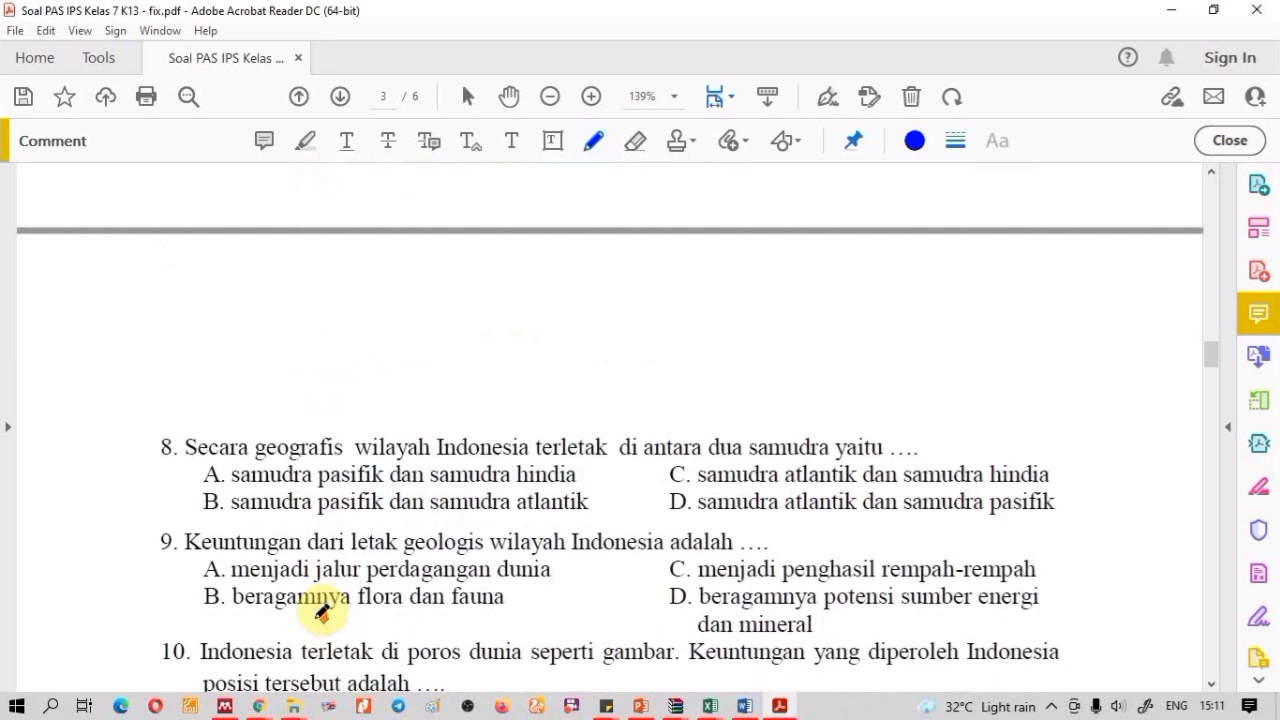 Soal PAS IPS Kelas 7 K13 - fix.pdf - Adobe Acrobat Reader DC (64-bit)
File Edit View Sign Window Help
Home Tools Soal PAS IPS Kelas ... × Sign In
3 / 6 139%
Comment Aa Close
8. Secara geografis wilayah Indonesia terletak di antara dua samudra yaitu ….
A. samudra pasifik dan samudra hindia C. samudra atlantik dan samudra hindia
B. samudra pasifik dan samudra atlantik D. samudra atlantik dan samudra pasifik
9. Keuntungan dari letak geologis wilayah Indonesia adalah ….
A. menjadi jalur perdagangan dunia C. menjadi penghasil rempah-rempah
B. beragamnya flora dan fauna D. beragamnya potensi sumber energi
dan mineral
10. Indonesia terletak di poros dunia seperti gambar. Keuntungan yang diperoleh Indonesia
posisi tersebut adalah ….
32°C Light rain ENG 15:11